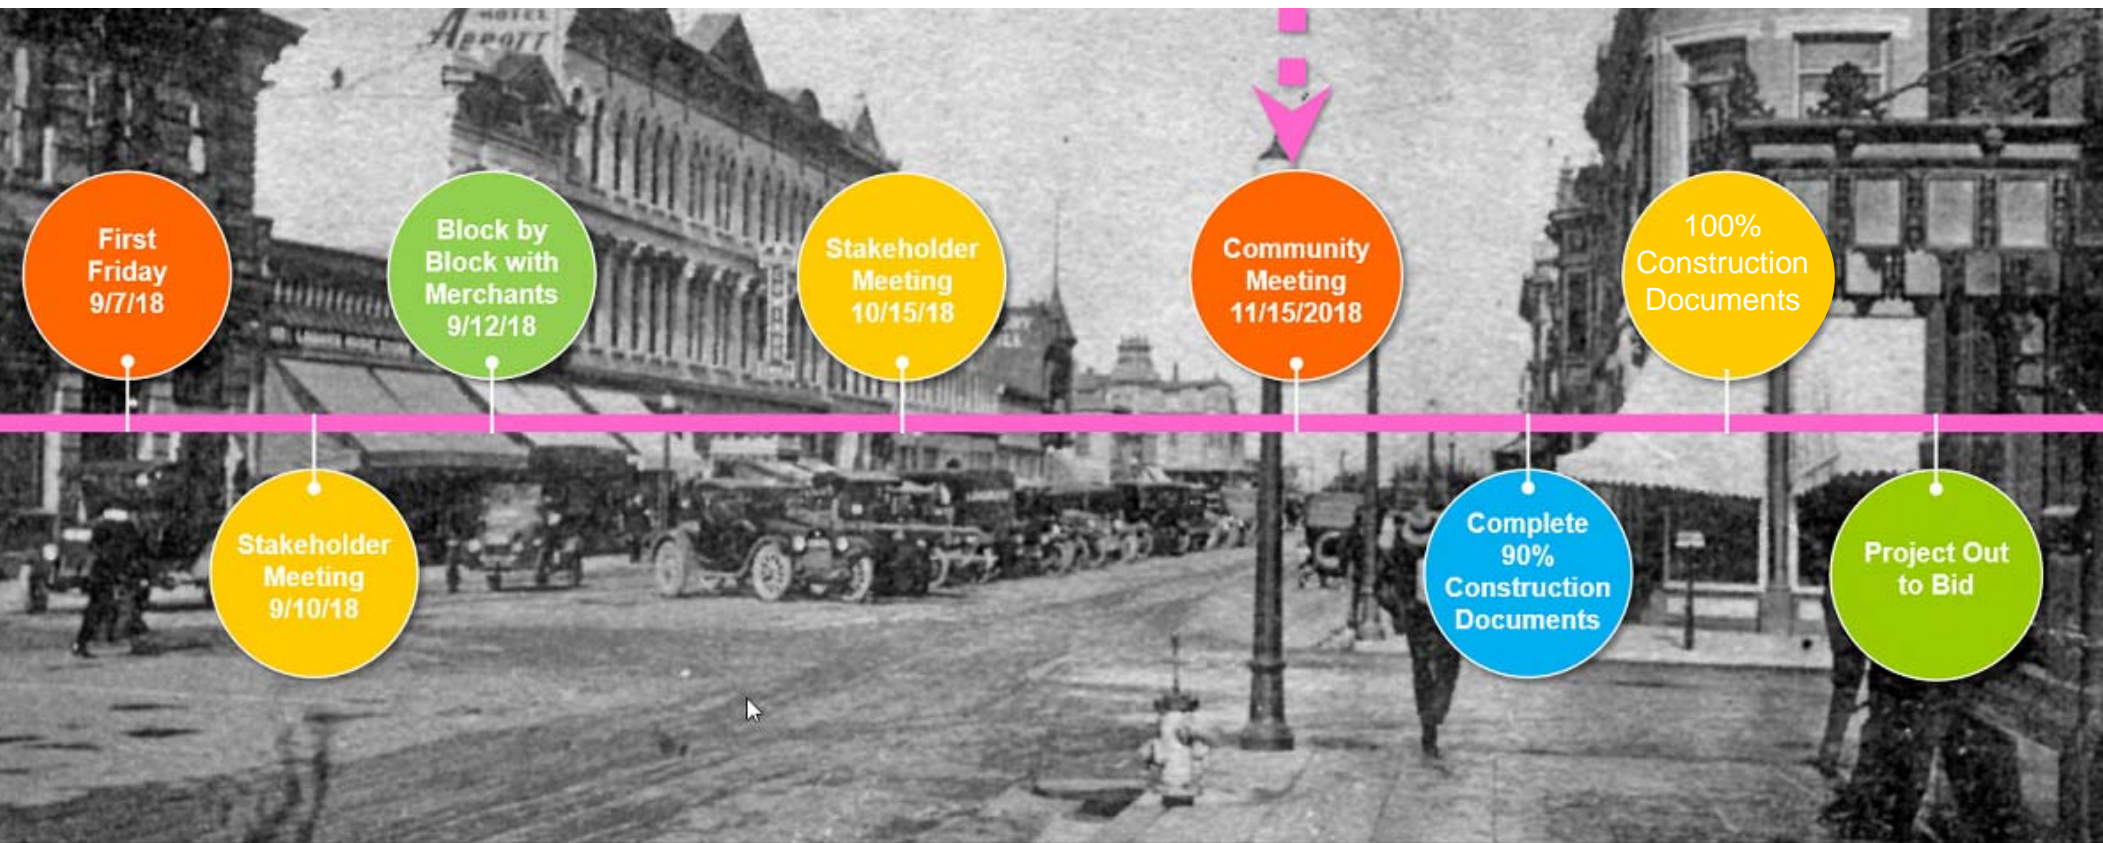 HOTEL
First
Friday
9/7/18
Stakeholder
Meeting
9/10/18
Block by
Block with
Merchants
9/12/18
Stakeholder
Meeting
10/15/18
Community
Meeting
11/15/2018
Complete
90%
Construction
Documents
100%
Construction
Documents
Project Out
to Bid